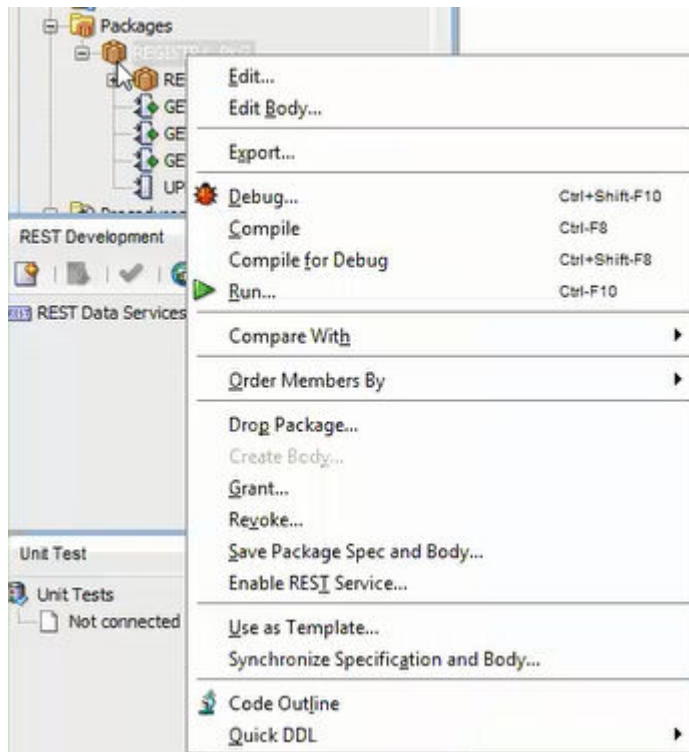 Packages
REGISTRA_PKG
RE
GE
GE
GE
UP
Procedures
REST Development
REST Data Services
Unit Test
Unit Tests
Not connected
Edit...
Edit Body...
Export...
Debug... Ctrl+Shift-F10
Compile Ctrl-F8
Compile for Debug Ctrl+Shift-F8
Run... Ctrl-F10
Compare With
Order Members By
Drop Package...
Create Body...
Grant...
Revoke...
Save Package Spec and Body...
Enable REST Service...
Use as Template...
Synchronize Specification and Body...
Code Outline
Quick DDL